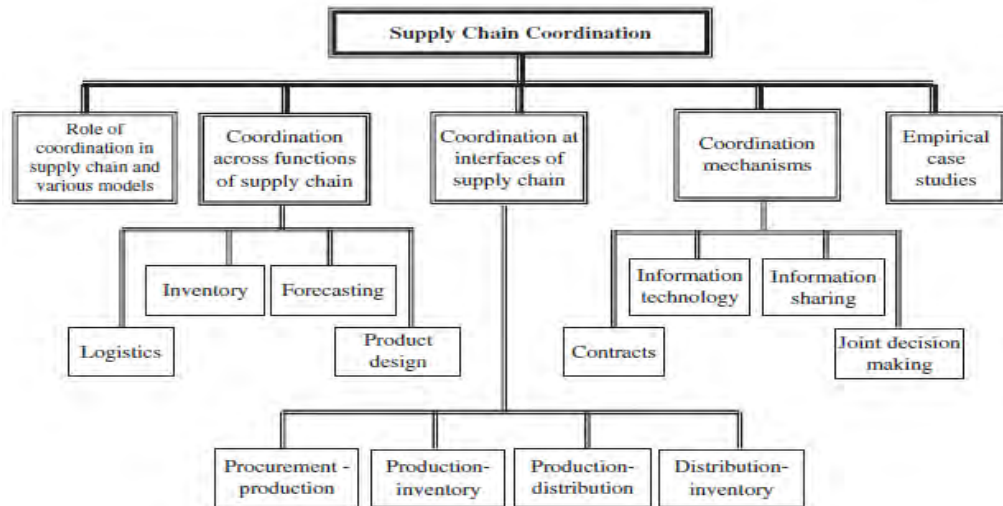 Supply Chain Coordination
Role of
coordination in
supply chain and
various models
Coordination
across functions
of supply chain
Coordination at
interfaces of
supply chain
Coordination
mechanisms
Empirical
case
studies
Inventory
Forecasting
Logistics
Product
design
Information
technology
Information
sharing
Contracts
Joint decision
making
Procurement -
production
Production-
inventory
Production-
distribution
Distribution-
inventory